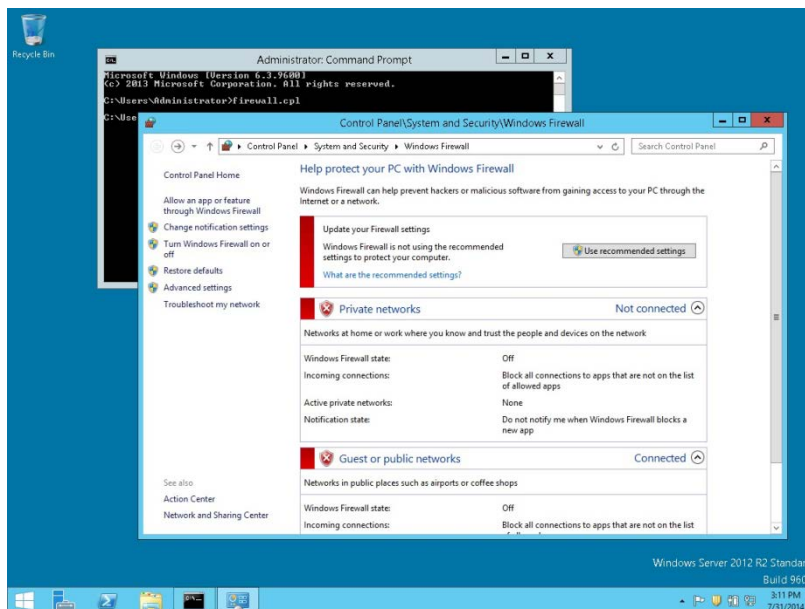 Recycle Bin
Administrator: Command Prompt
Microsoft Windows [Version 6.3.9600]
(c) 2013 Microsoft Corporation. All rights reserved.
C:\Users\Administrator>firewall.cpl
C:\Use
Control Panel\System and Security\Windows Firewall
Control Panel System and Security Windows Firewall
Search Control Panel
Control Panel Home
Allow an app or feature
through Windows Firewall
Change notification settings
Turn Windows Firewall on or
off
Restore defaults
Advanced settings
Troubleshoot my network
See also
Action Center
Network and Sharing Center
Help protect your PC with Windows Firewall
Windows Firewall can help prevent hackers or malicious software from gaining access to your PC through the
Internet or a network.
Update your Firewall settings
Windows Firewall is not using the recommended
settings to protect your computer.
Use recommended settings
What are the recommended settings?
Private networks Not connected
Networks at home or work where you know and trust the people and devices on the network
Windows Firewall state: Off
Incoming connections: Block all connections to apps that are not on the list
of allowed apps
Active private networks: None
Notification state: Do not notify me when Windows Firewall blocks a
new app
Guest or public networks Connected
Networks in public places such as airports or coffee shops
Windows Firewall state: Off
Incoming connections: Block all connections to apps that are not on the list
Windows Server 2012 R2 Standar
Build 960
3:11 PM